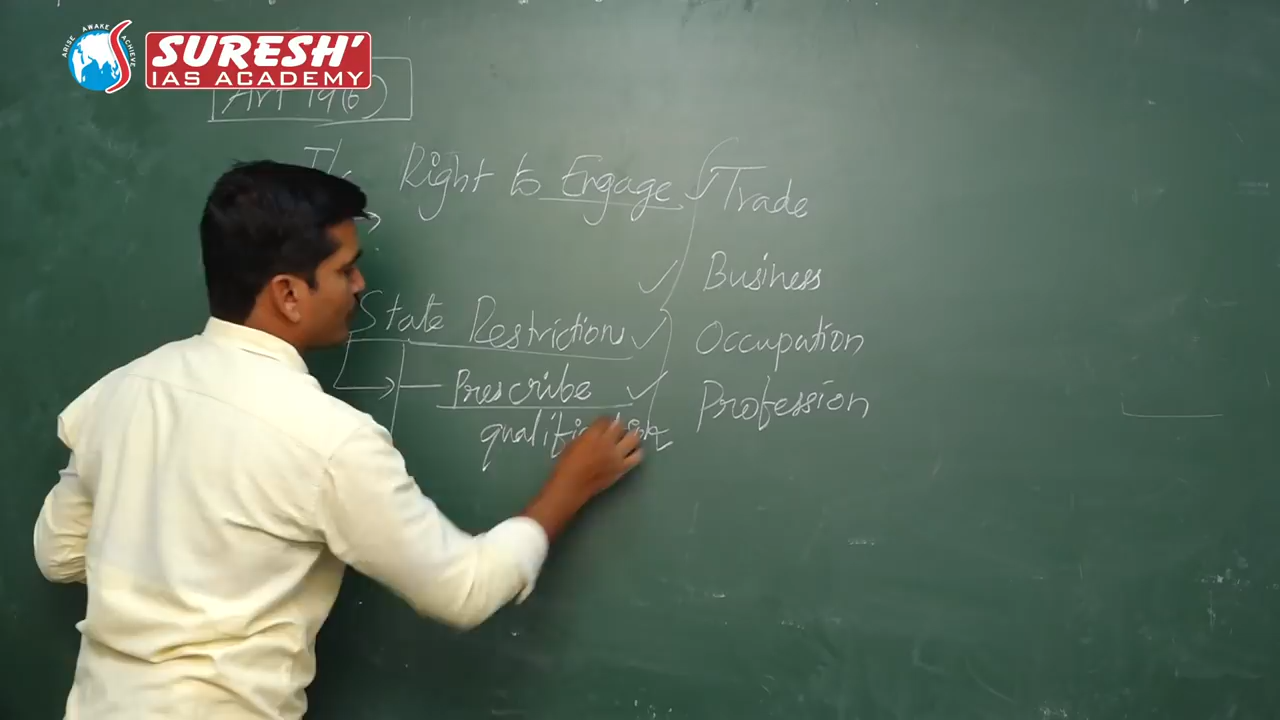 ARISE AWAKE ACHIEVE
SURESH'
IAS ACADEMY
Art 19(6)
Right to Engage Trade
Business
State Restriction Occupation
Prescribe Profession